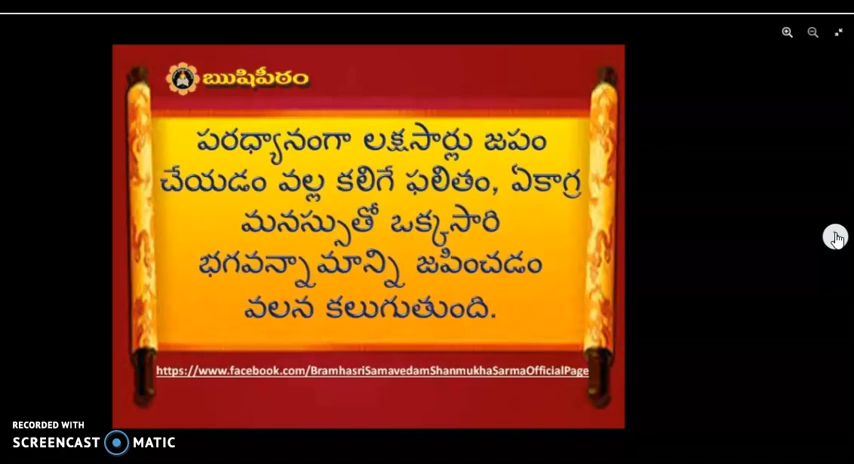 ఋషిపీఠం
పరధ్యానంగా లక్షసార్లు జపం
చేయడం వల్ల కలిగే ఫలితం, ఏకాగ్ర
మనస్సుతో ఒక్కసారి
భగవన్నామాన్ని జపించడం
వలన కలుగుతుంది.
https://www.facebook.com/BramhasriSamavedamShanmukhaSarmaOfficialPage
RECORDED WITH
SCREENCAST MATIC